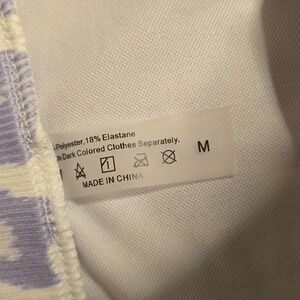 Polyester, 18% Elastane
Dark Colored Clothes Separately.
M
MADE IN CHINA